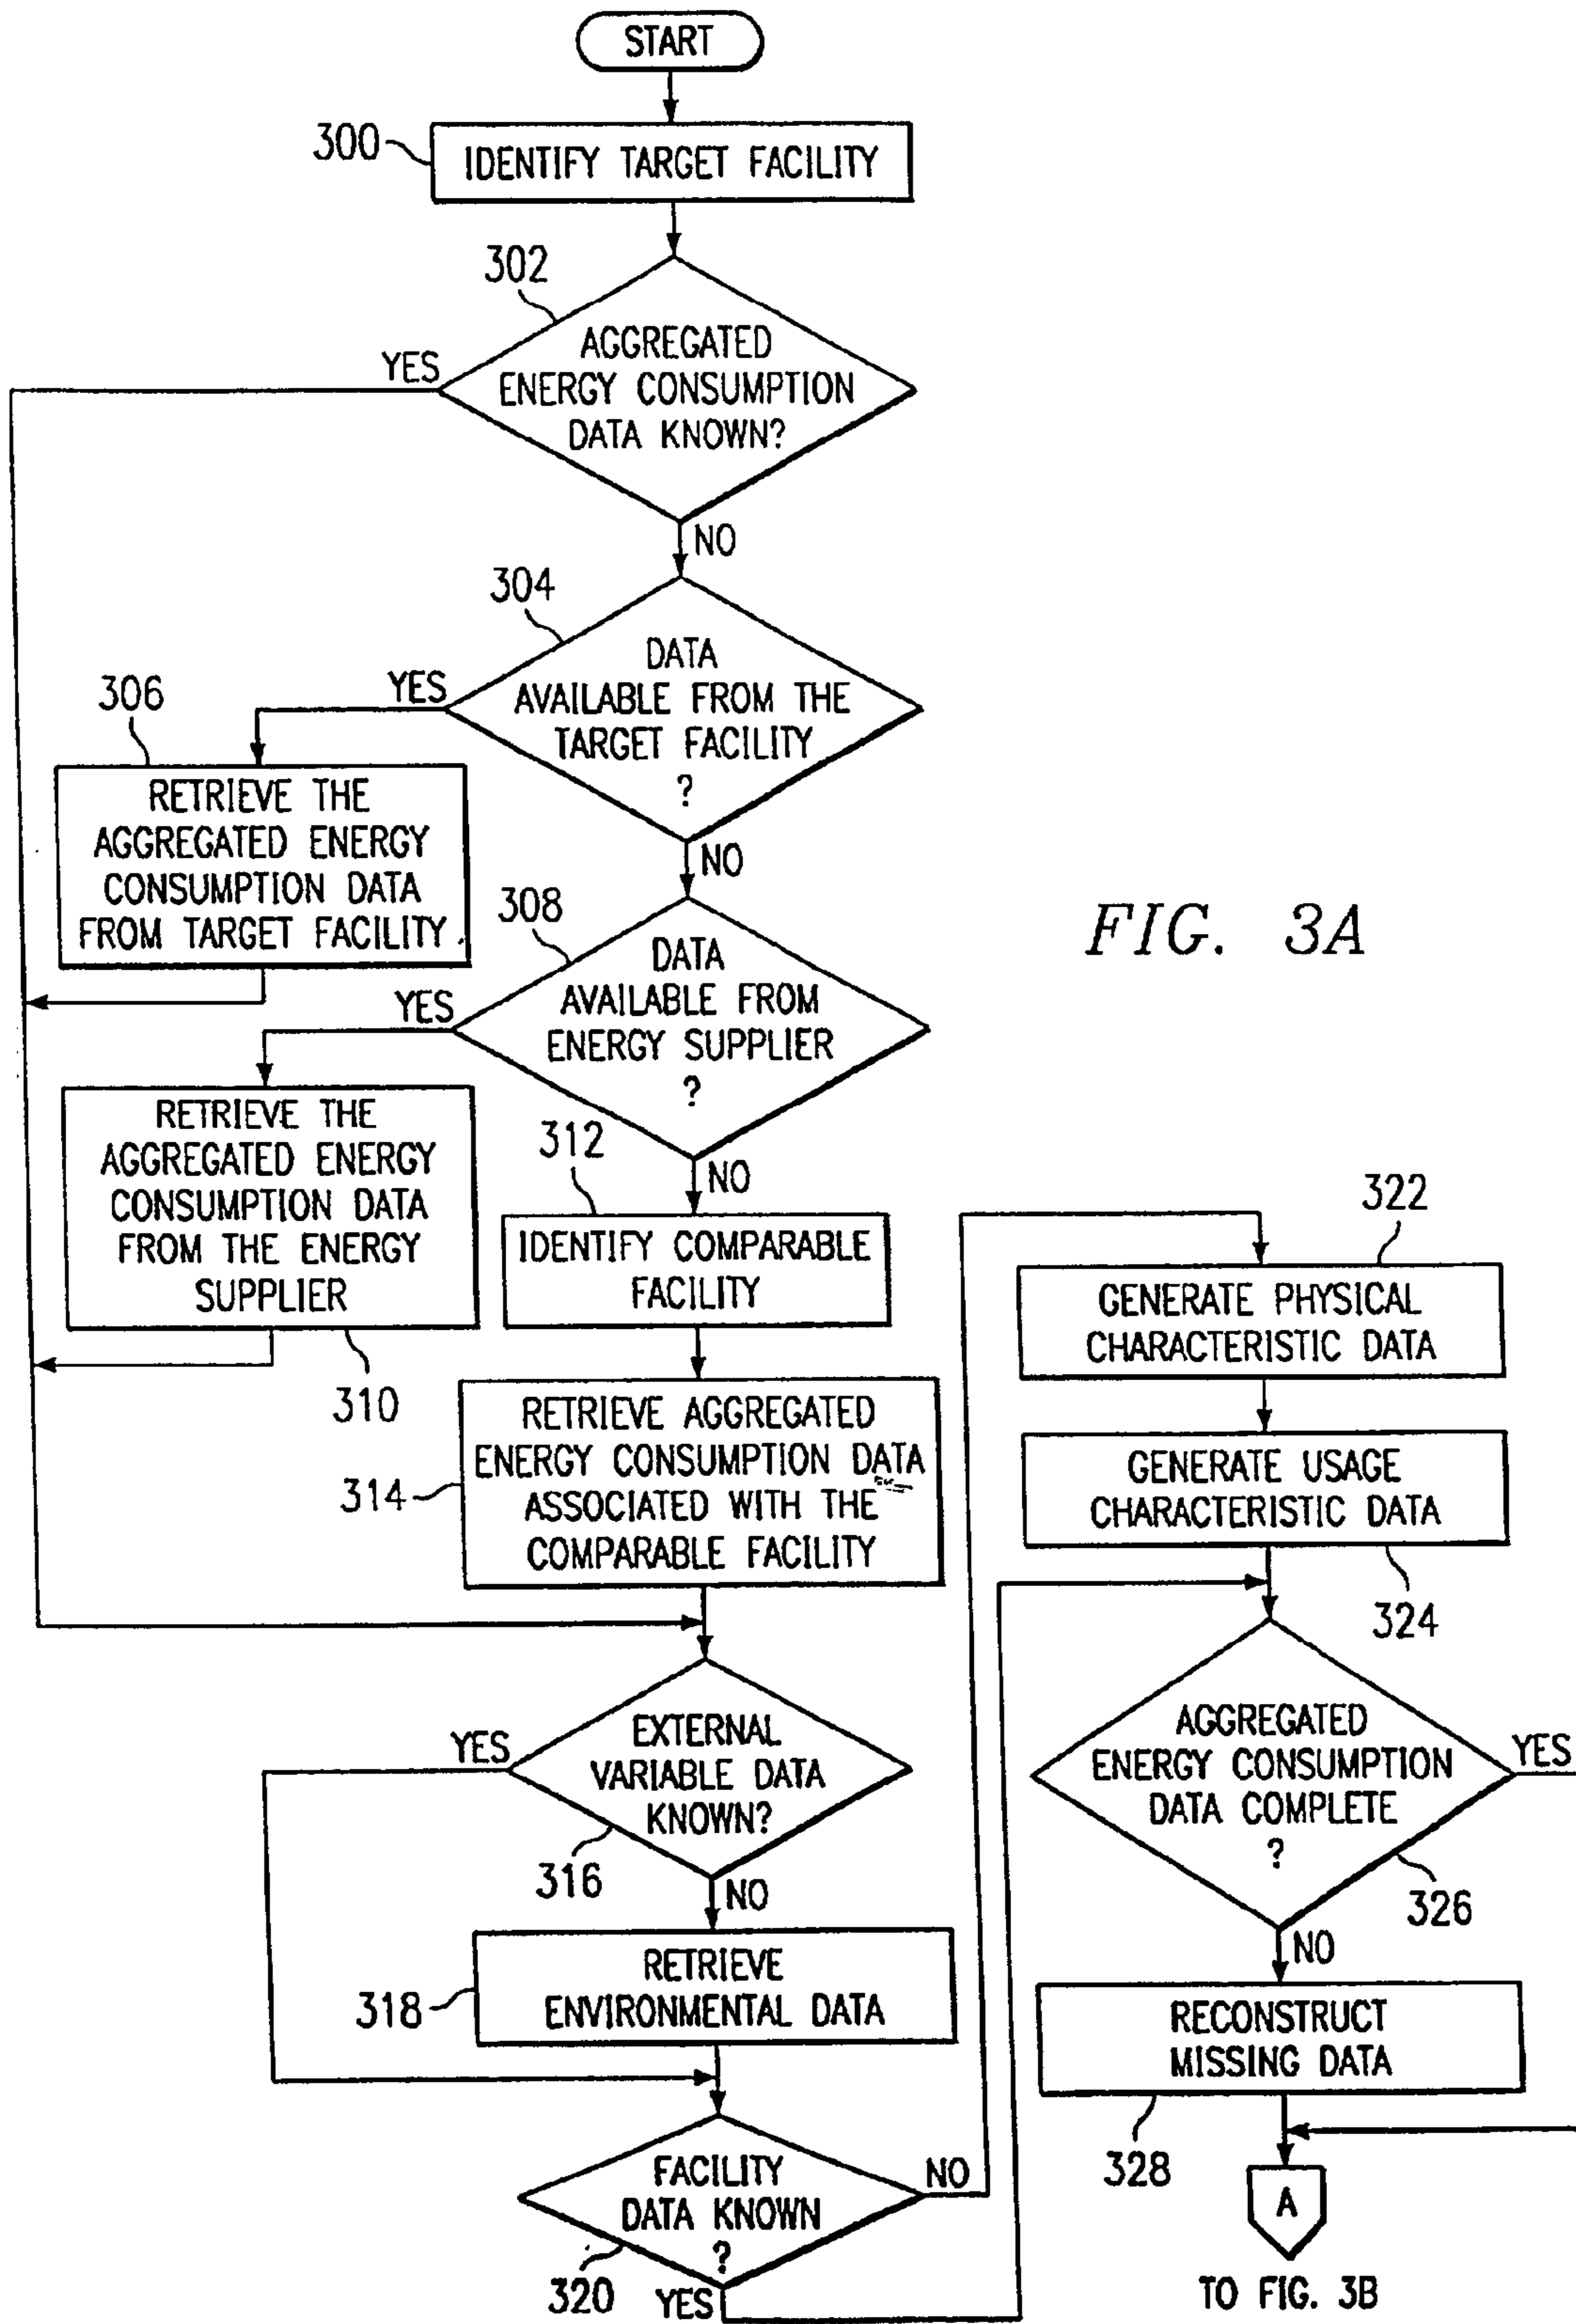 START
300
IDENTIFY TARGET FACILITY
302
AGGREGATED
ENERGY CONSUMPTION
DATA KNOWN?
YES
NO
304
DATA
AVAILABLE FROM THE
TARGET FACILITY
?
YES
NO
306
RETRIEVE THE
AGGREGATED ENERGY
CONSUMPTION DATA
FROM TARGET FACILITY
308
DATA
AVAILABLE FROM
ENERGY SUPPLIER
?
YES
NO
RETRIEVE THE
AGGREGATED ENERGY
CONSUMPTION DATA
FROM THE ENERGY
SUPPLIER
310
312
IDENTIFY COMPARABLE
FACILITY
314
RETRIEVE AGGREGATED
ENERGY CONSUMPTION DATA
ASSOCIATED WITH THE
COMPARABLE FACILITY
EXTERNAL
VARIABLE DATA
KNOWN?
316
YES
NO
318
RETRIEVE
ENVIRONMENTAL DATA
FACILITY
DATA KNOWN
?
320
NO
YES
FIG. 3A
322
GENERATE PHYSICAL
CHARACTERISTIC DATA
GENERATE USAGE
CHARACTERISTIC DATA
324
AGGREGATED
ENERGY CONSUMPTION
DATA COMPLETE
?
YES
326
NO
RECONSTRUCT
MISSING DATA
328
A
TO FIG. 3B